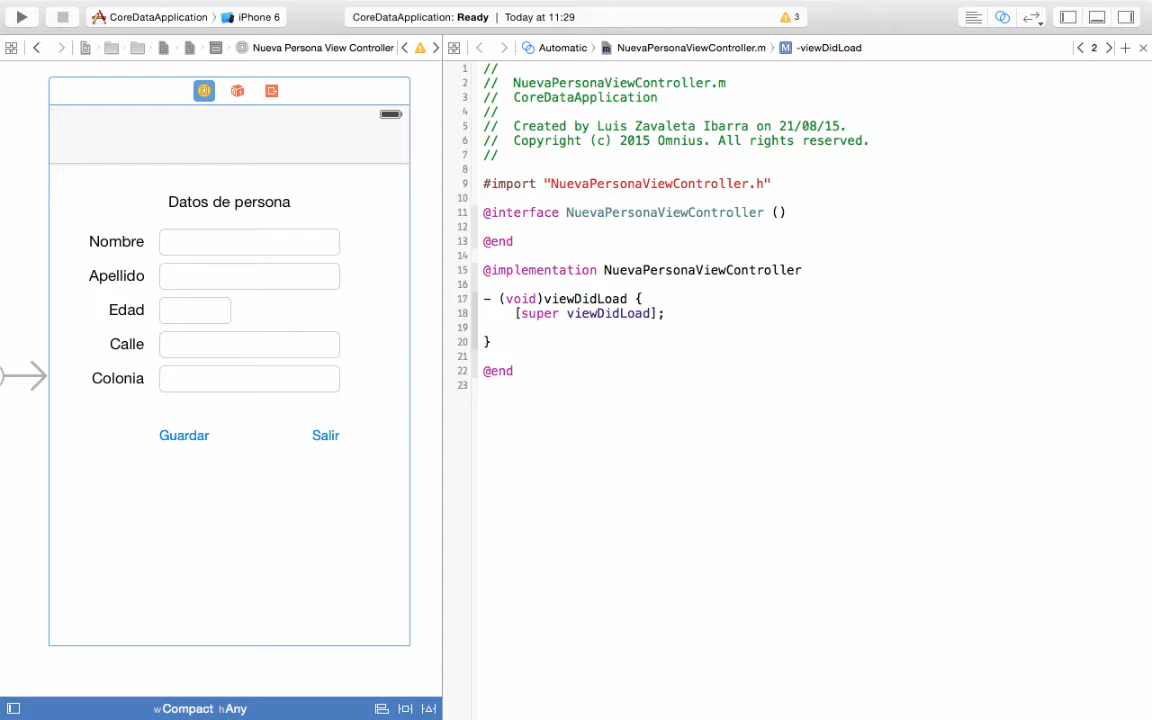 CoreDataApplication iPhone 6 CoreDataApplication: Ready | Today at 11:29 3
Nueva Persona View Controller Automatic NuevaPersonaViewController.m M -viewDidLoad 2
Datos de persona
Nombre
Apellido
Edad
Calle
Colonia
Guardar Salir
wCompact hAny
1 //
2 //  NuevaPersonaViewController.m
3 //  CoreDataApplication
4 //
5 //  Created by Luis Zavaleta Ibarra on 21/08/15.
6 //  Copyright (c) 2015 Omnius. All rights reserved.
7 //
8
9 #import "NuevaPersonaViewController.h"
10
11 @interface NuevaPersonaViewController ()
12
13 @end
14
15 @implementation NuevaPersonaViewController
16
17 - (void)viewDidLoad {
18     [super viewDidLoad];
19
20 }
21
22 @end
23